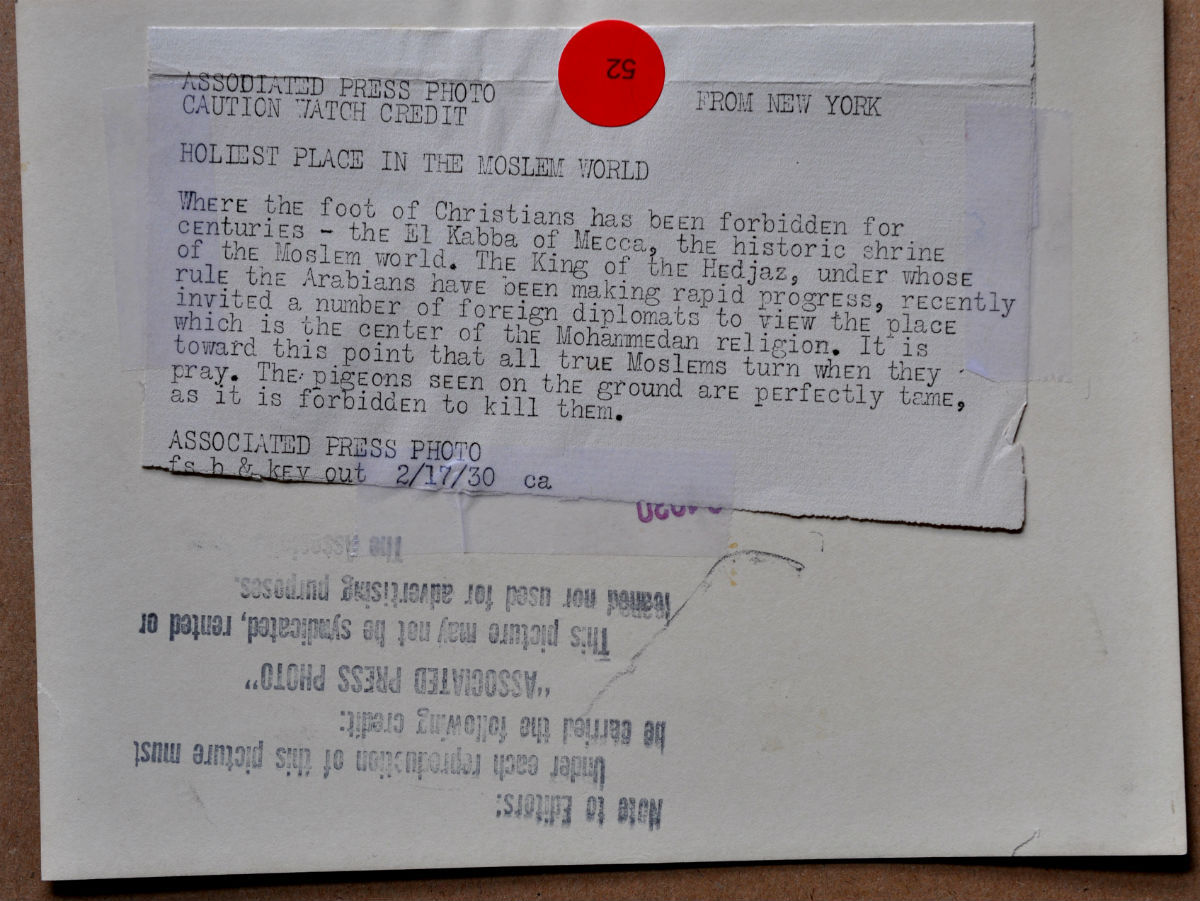 52
ASSODIATED PRESS PHOTO FROM NEW YORK
CAUTION WATCH CREDIT
HOLIEST PLACE IN THE MOSLEM WORLD
Where the foot of Christians has been forbidden for
centuries - the El Kabba of Mecca, the historic shrine
of the Moslem world. The King of the Hedjaz, under whose
rule the Arabians have been making rapid progress, recently
invited a number of foreign diplomats to view the place
which is the center of the Mohammedan religion. It is
toward this point that all true Moslems turn when they
pray. The pigeons seen on the ground are perfectly tame,
as it is forbidden to kill them.
ASSOCIATED PRESS PHOTO
fs b & key out 2/17/30 ca
Note to Editors:
Under each reproduction of this picture must
be carried the following credit:
"ASSOCIATED PRESS PHOTO"
This picture may not be syndicated, rented or
leaned nor used for advertising purposes.
The